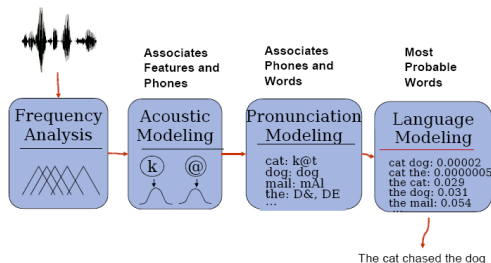 Associates
Features and
Phones
Associates
Phones and
Words
Most
Probable
Words
Frequency
Analysis
Acoustic
Modeling
k
@
Pronunciation
Modeling
cat: k@t
dog: dog
mail: mAl
the: D&, DE
...
Language
Modeling
cat dog: 0.00002
cat the: 0.0000005
the cat: 0.029
the dog: 0.031
the mail: 0.054
...
The cat chased the dog